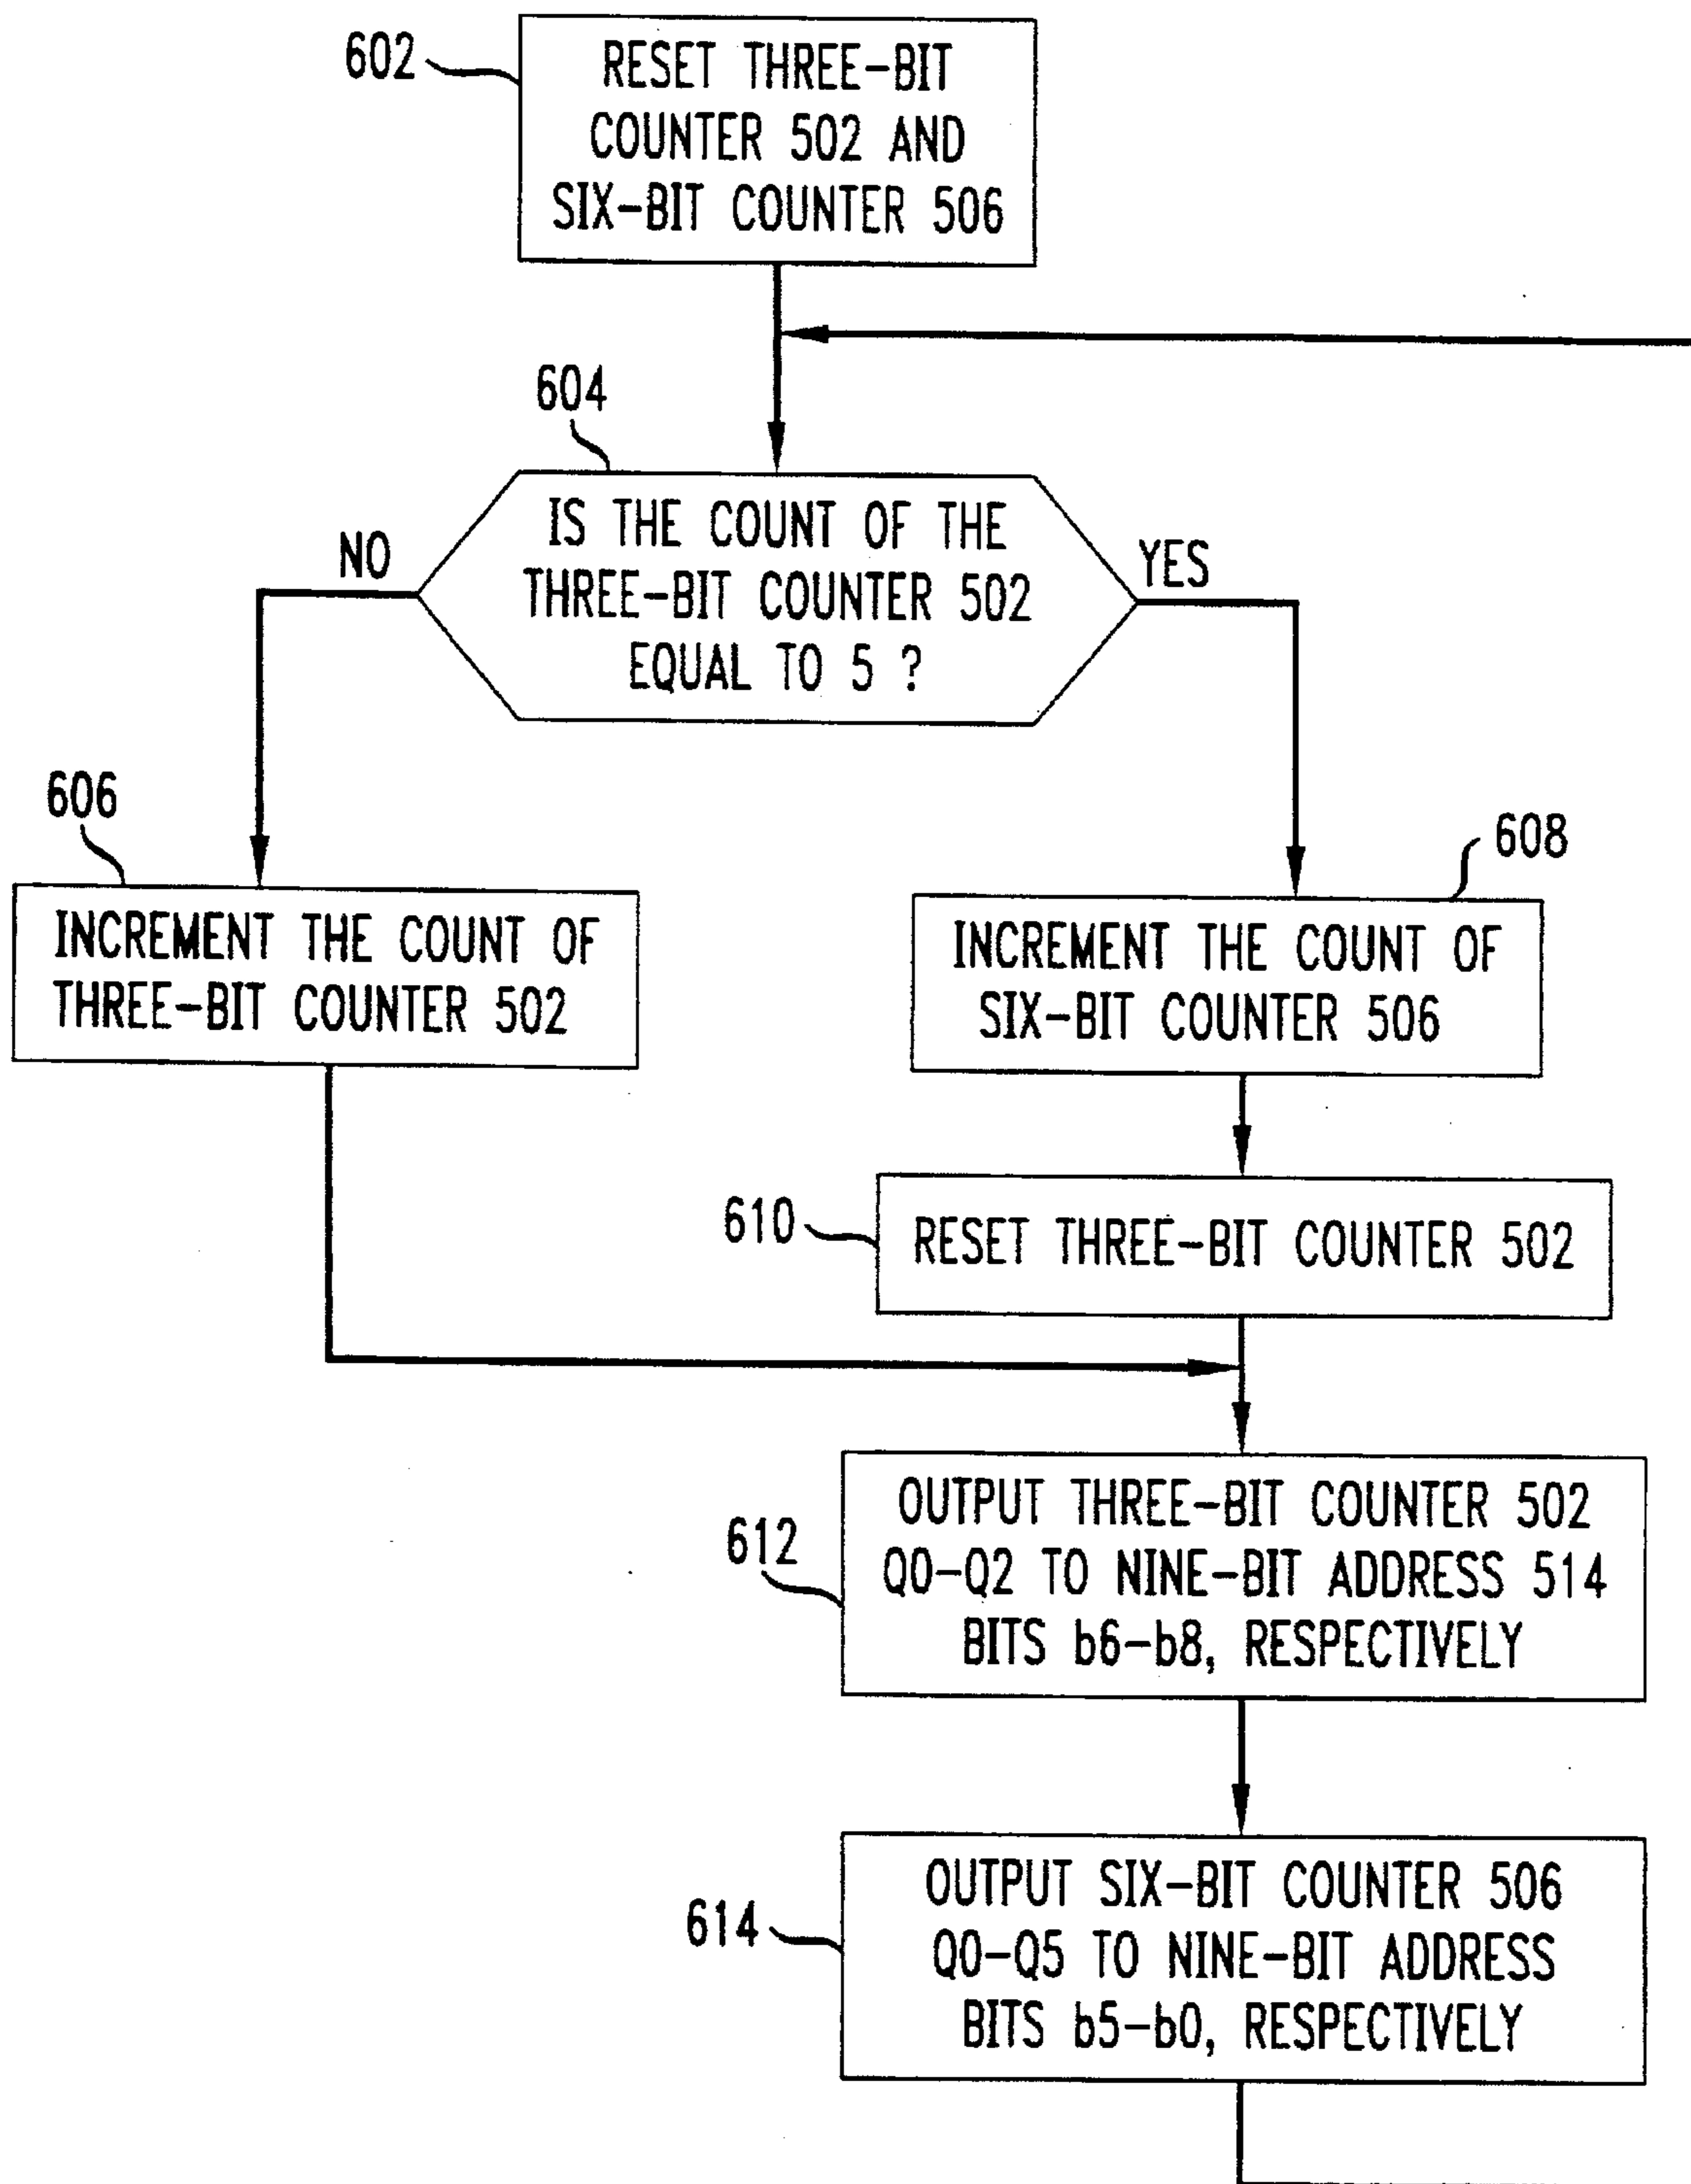 602
RESET THREE-BIT
COUNTER 502 AND
SIX-BIT COUNTER 506
604
IS THE COUNT OF THE
THREE-BIT COUNTER 502
EQUAL TO 5 ?
NO
YES
606
INCREMENT THE COUNT OF
THREE-BIT COUNTER 502
608
INCREMENT THE COUNT OF
SIX-BIT COUNTER 506
610
RESET THREE-BIT COUNTER 502
612
OUTPUT THREE-BIT COUNTER 502
Q0-Q2 TO NINE-BIT ADDRESS 514
BITS b6-b8, RESPECTIVELY
614
OUTPUT SIX-BIT COUNTER 506
Q0-Q5 TO NINE-BIT ADDRESS
BITS b5-b0, RESPECTIVELY